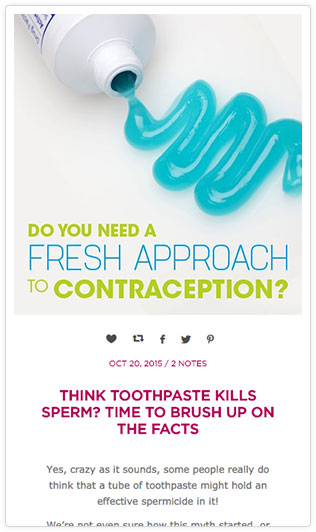 DO YOU NEED A
FRESH APPROACH
TO CONTRACEPTION?
OCT 20, 2015 / 2 NOTES
THINK TOOTHPASTE KILLS
SPERM? TIME TO BRUSH UP ON
THE FACTS
Yes, crazy as it sounds, some people really do
think that a tube of toothpaste might hold an
effective spermicide in it!
We're not even sure how this myth started, or